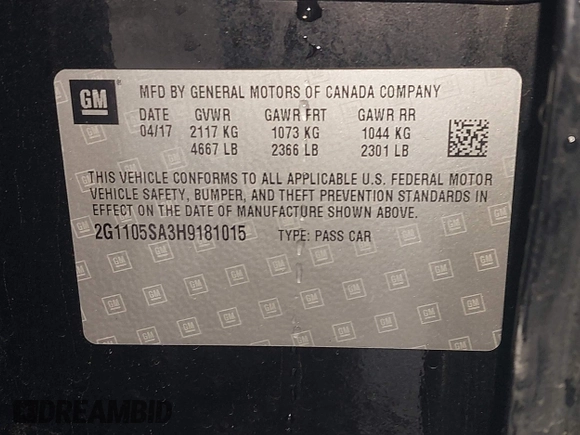 GM
MFD BY GENERAL MOTORS OF CANADA COMPANY
DATE GVWR GAWR FRT GAWR RR
04/17 2117 KG 1073 KG 1044 KG
4667 LB 2366 LB 2301 LB
THIS VEHICLE CONFORMS TO ALL APPLICABLE U.S. FEDERAL MOTOR
VEHICLE SAFETY, BUMPER, AND THEFT PREVENTION STANDARDS IN
EFFECT ON THE DATE OF MANUFACTURE SHOWN ABOVE.
2G1105SA3H9181015 TYPE: PASS CAR
DREAMBID